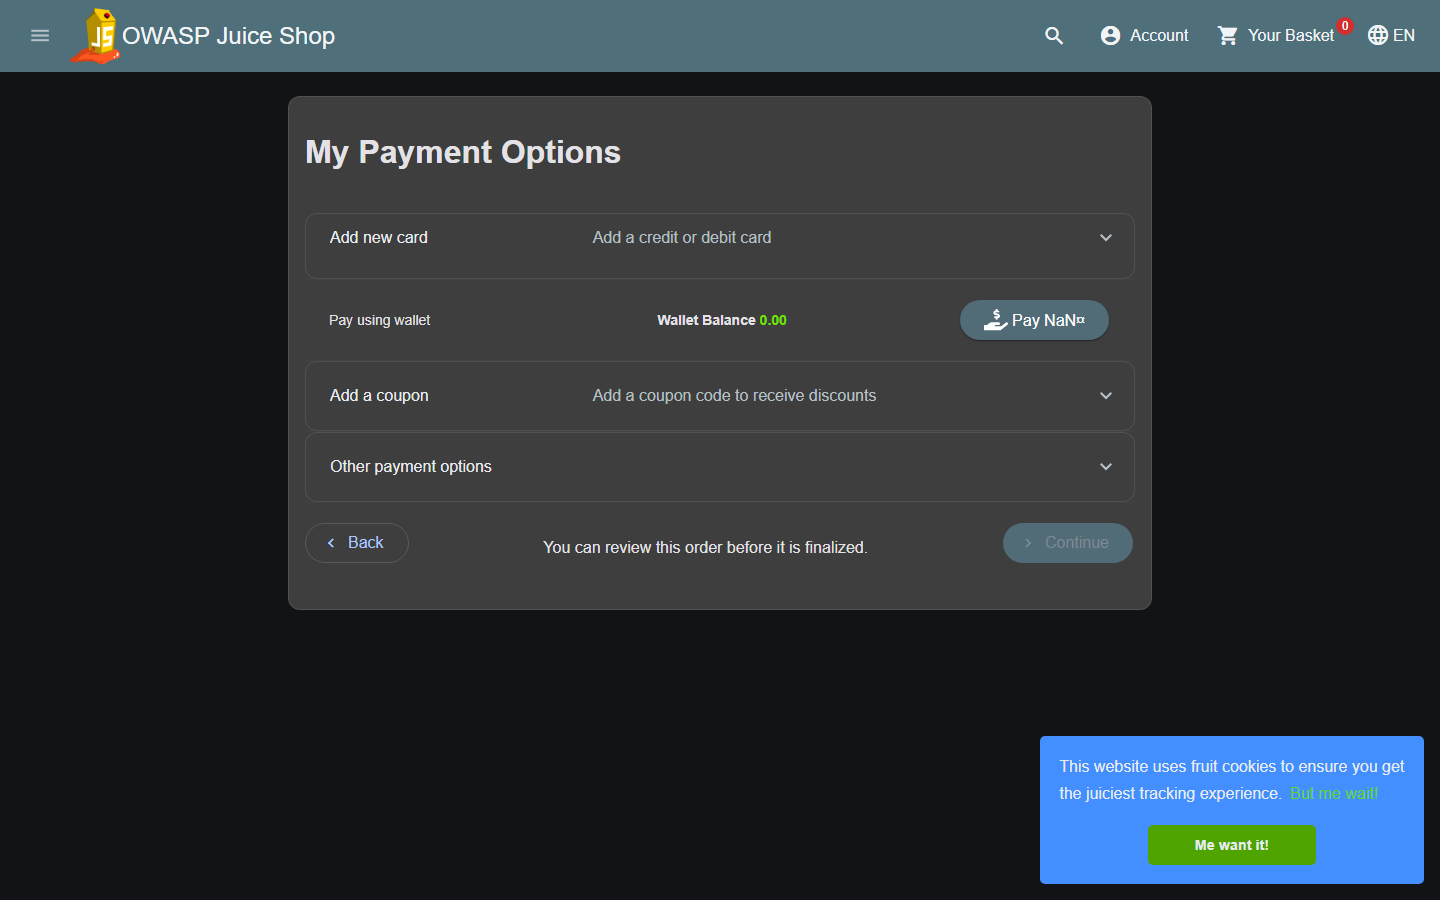 OWASP Juice Shop
Account
Your Basket
0
EN
My Payment Options
Add new card
Add a credit or debit card
Pay using wallet
Wallet Balance 0.00
Pay NaN¤
Add a coupon
Add a coupon code to receive discounts
Other payment options
Back
You can review this order before it is finalized.
Continue
This website uses fruit cookies to ensure you get
the juiciest tracking experience. But me wait!
Me want it!